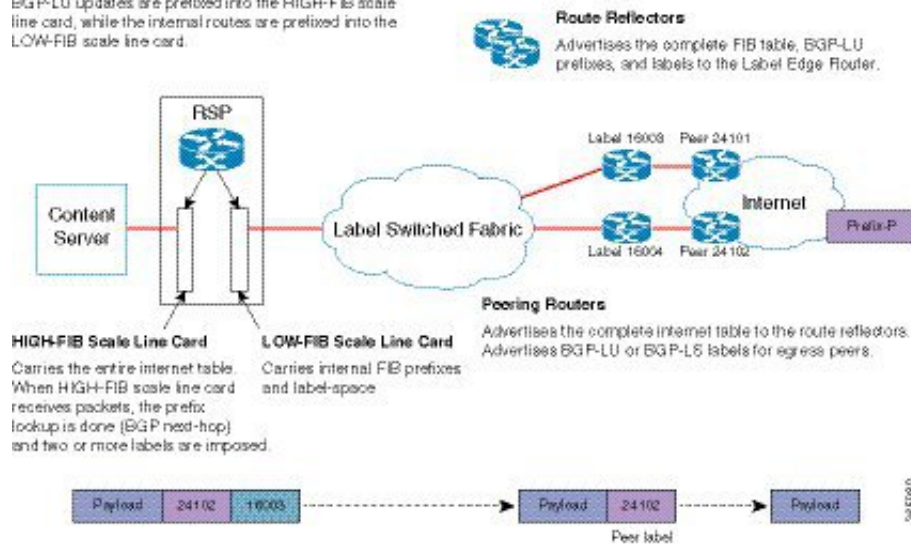 BGP-LU updates are prefixed into the HIGH-FIB scale
line card, while the internal routes are prefixed into the
LOW-FIB scale line card.
Route Reflectors
Advertises the complete FIB table, BGP-LU
prefixes, and labels to the Label Edge Router.
RSP
Label 16003 Peer 24101
Content
Server
Label Switched Fabric
Internet
Prefix-P
Label 16004 Peer 24102
Peering Routers
Advertises the complete internet table to the route reflectors.
Advertises BGP-LU or BGP-LS labels for egress peers.
HIGH-FIB Scale Line Card
Carries the entire internet table.
When HIGH-FIB scale line card
receives packets, the prefix
lookup is done (BGP next-hop)
and two or more labels are imposed.
LOW-FIB Scale Line Card
Carries internal FIB prefixes
and label-space
Payload 24102 16003
Payload 24102
Payload
Peer label